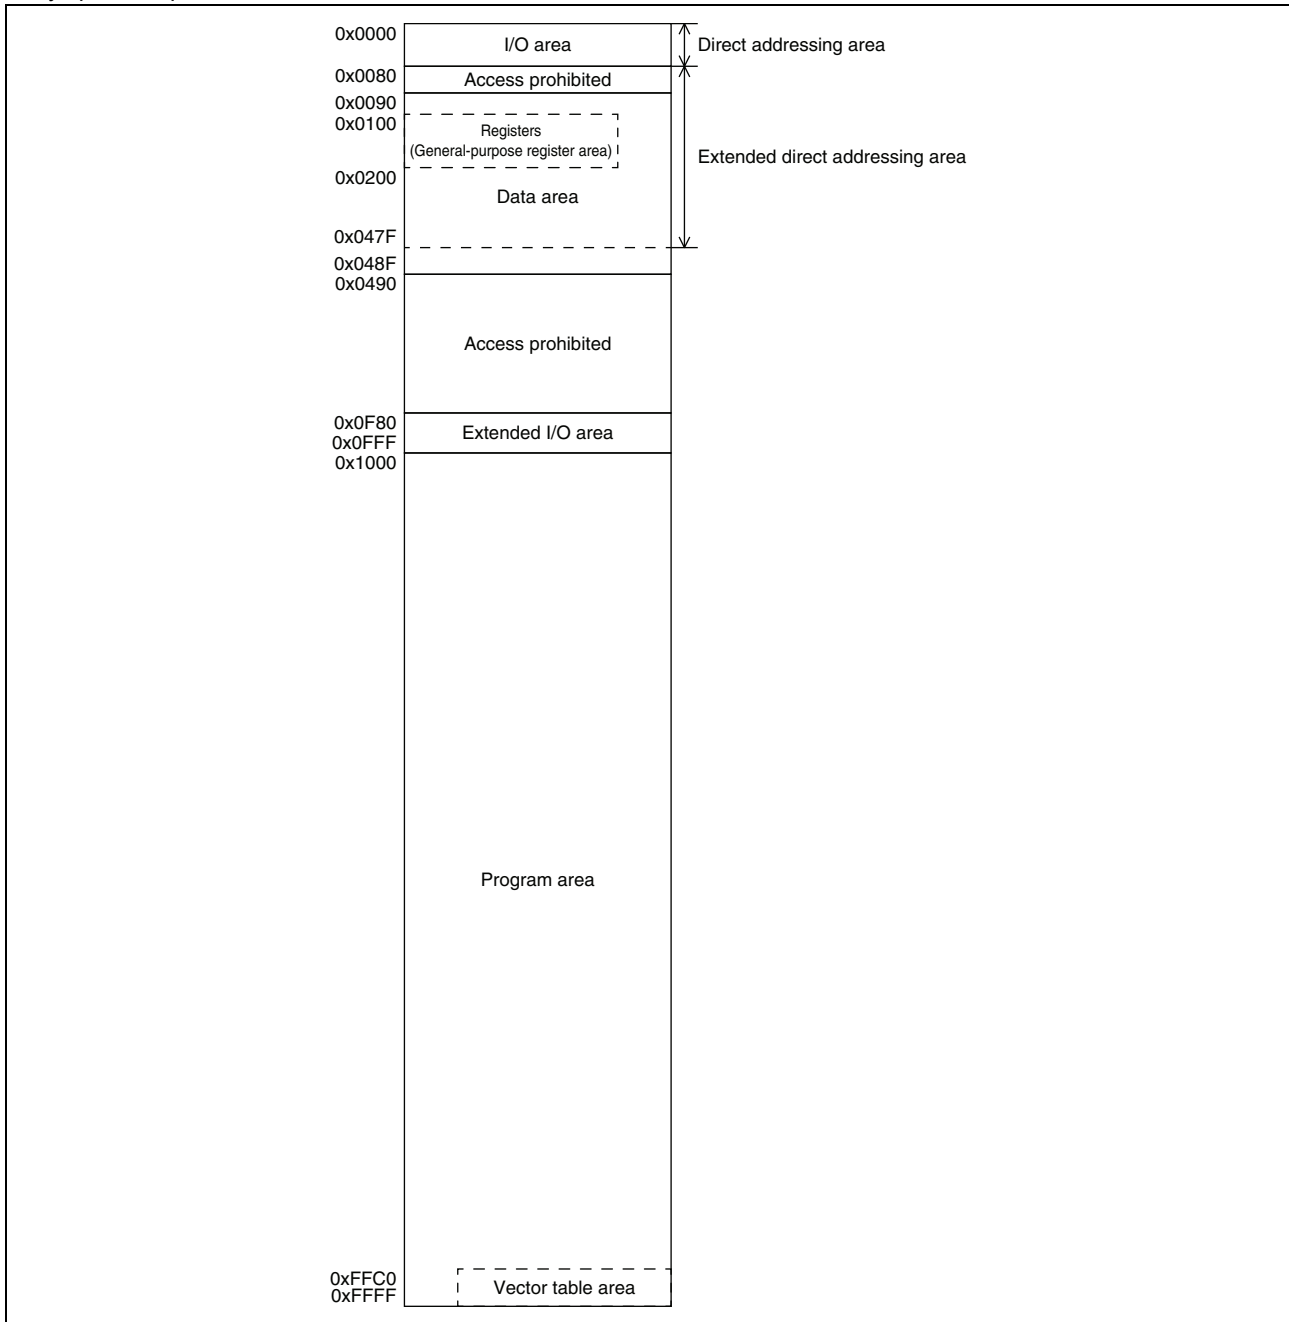 0x0000
I/O area
Direct addressing area
0x0080
Access prohibited
0x0090
0x0100
Registers
(General-purpose register area)
Extended direct addressing area
0x0200
Data area
0x047F
0x048F
0x0490
Access prohibited
0x0F80
Extended I/O area
0x0FFF
0x1000
Program area
0xFFC0
Vector table area
0xFFFF